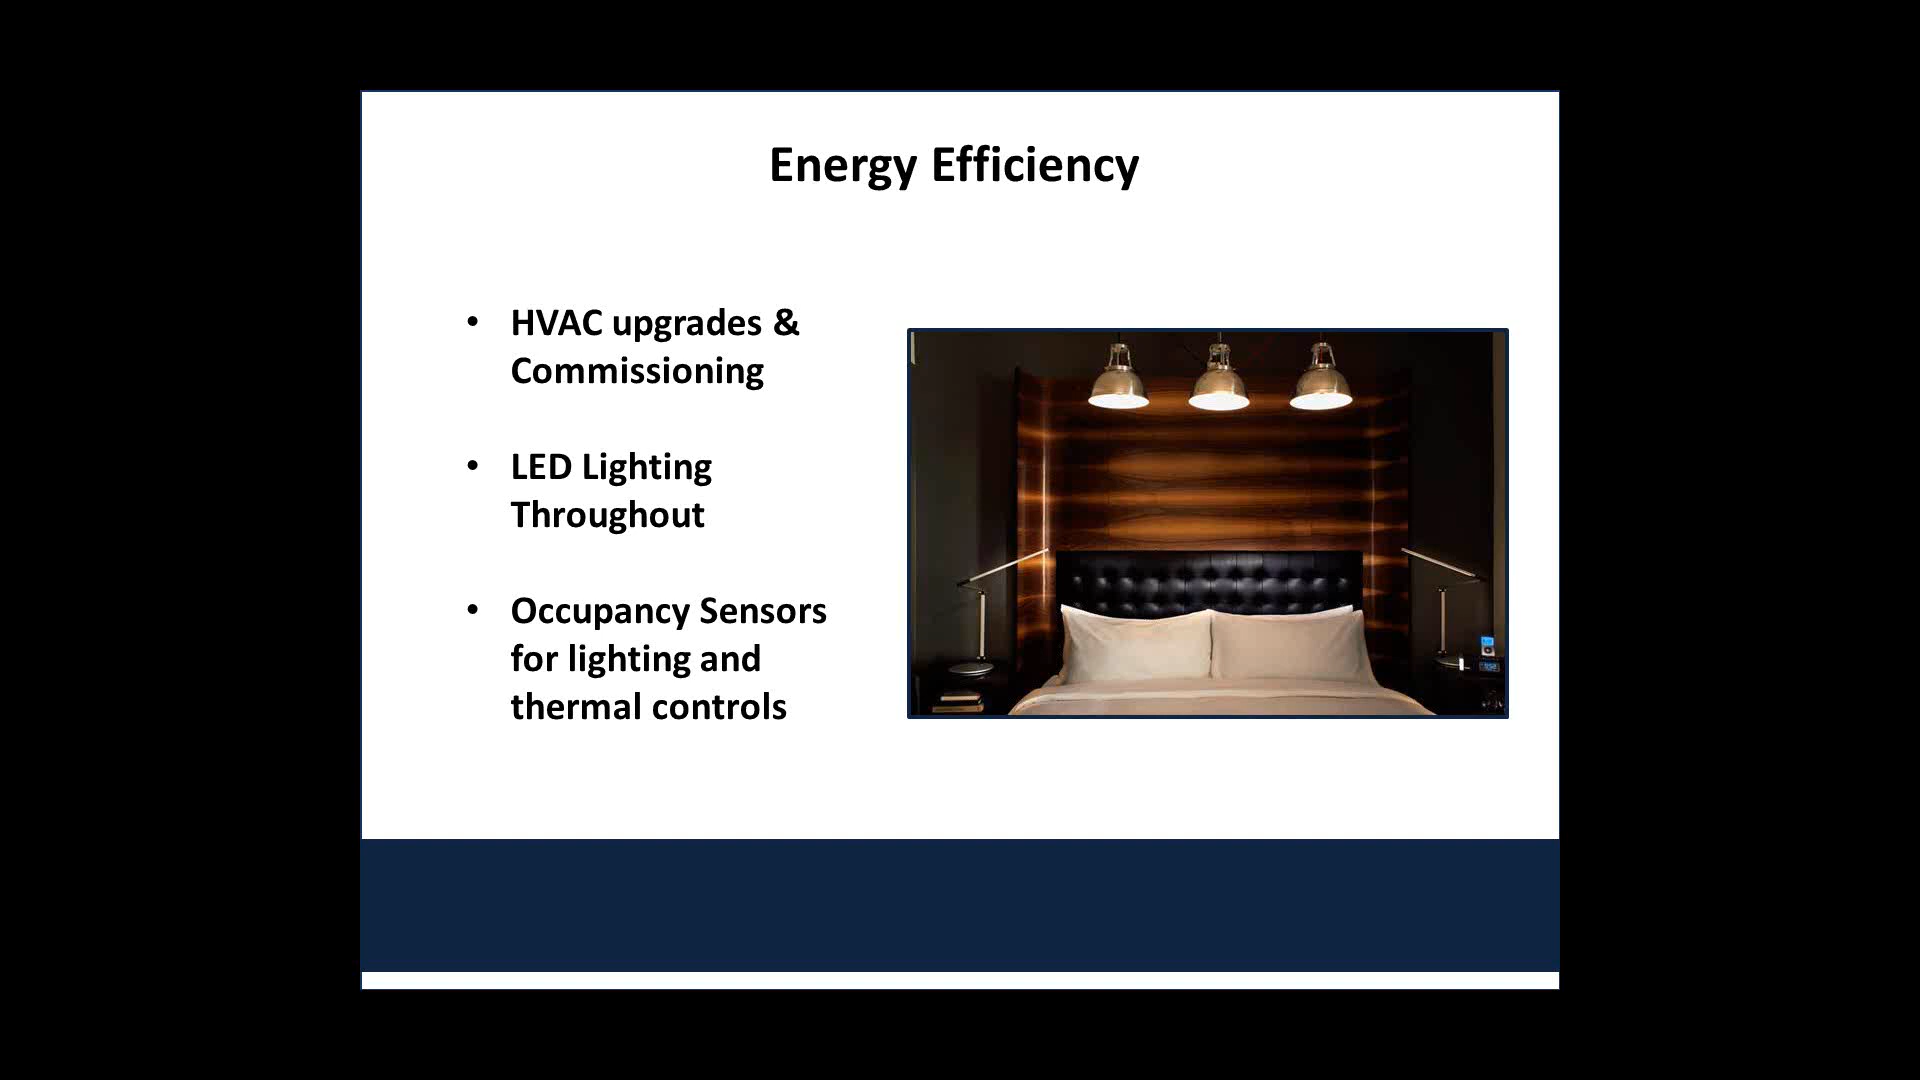 Energy Efficiency
• HVAC upgrades &
Commissioning
• LED Lighting
Throughout
• Occupancy Sensors
for lighting and
thermal controls